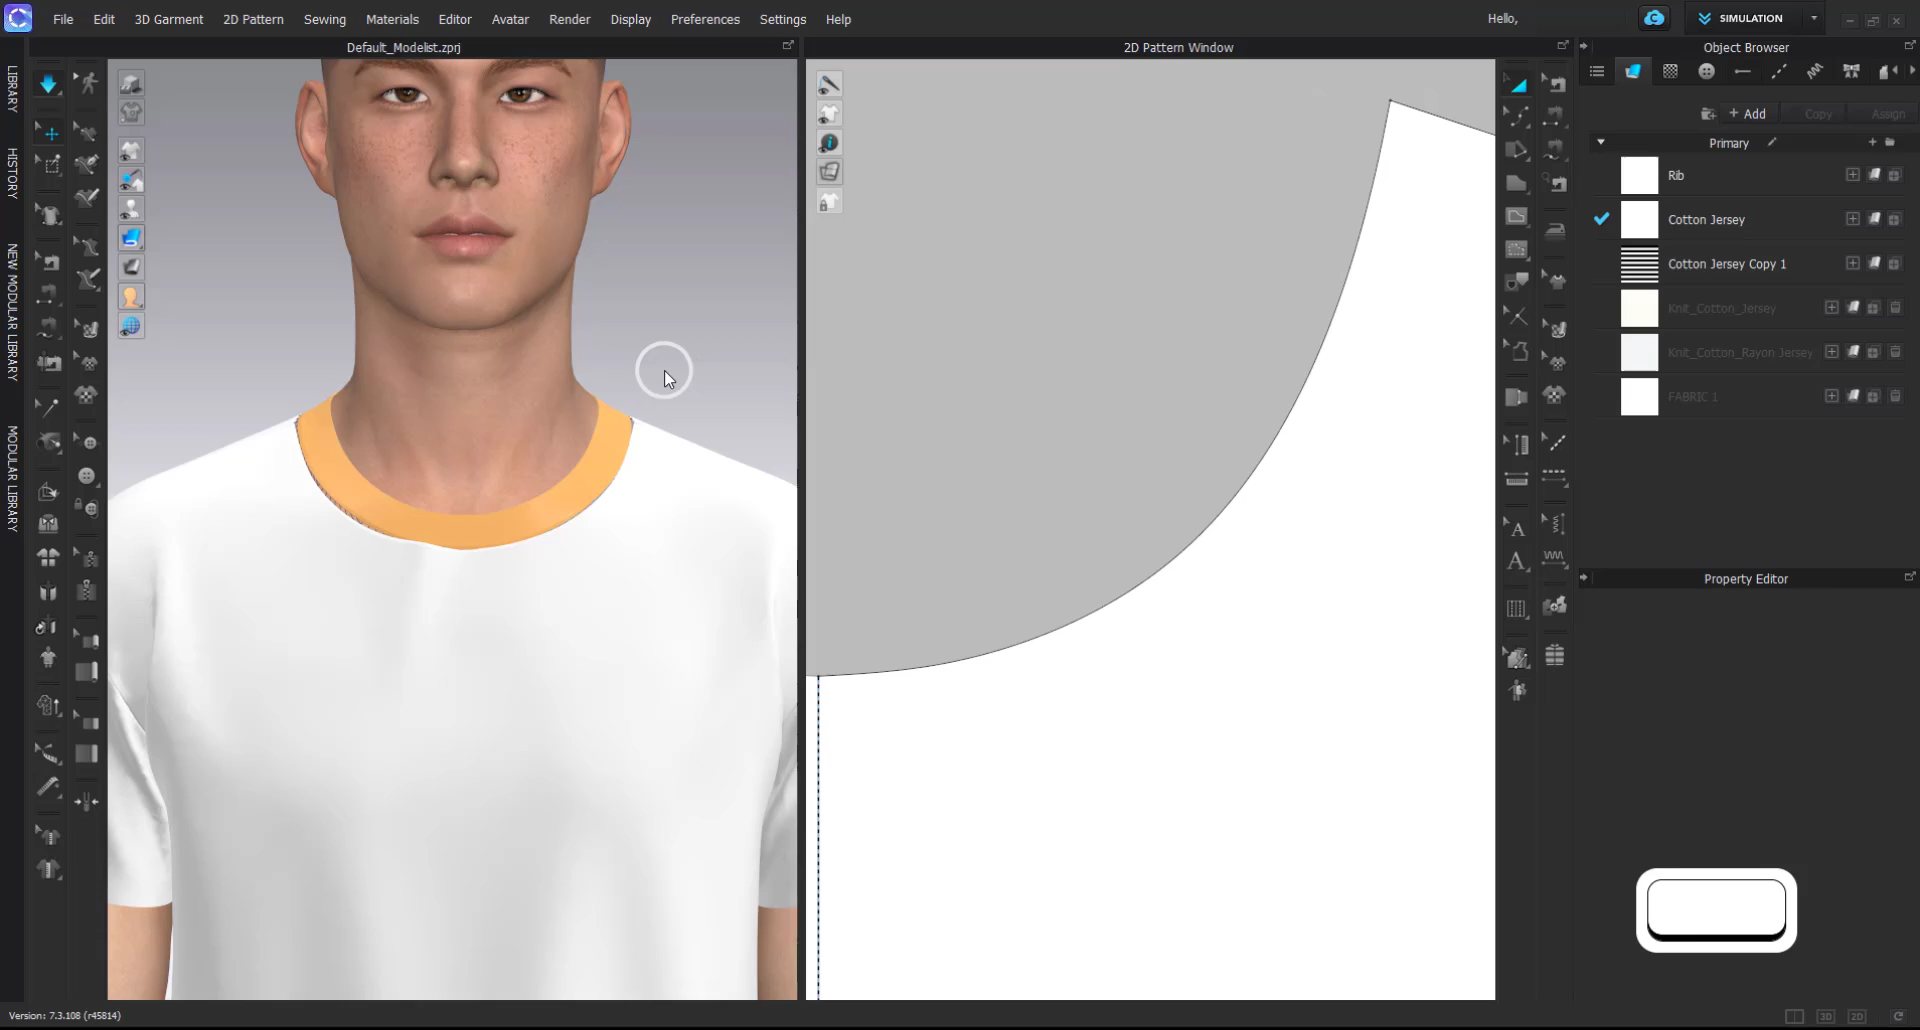 File Edit 3D Garment 2D Pattern Sewing Materials Editor Avatar Render Display Preferences Settings Help Hello, SIMULATION
Default_Modelist.zprj
2D Pattern Window
Object Browser
LIBRARY
HISTORY
NEW MODULAR LIBRARY
MODULAR LIBRARY
+ Add Copy Assign
Primary
Rib
Cotton Jersey
Cotton Jersey Copy 1
Knit_Cotton_Jersey
Knit_Cotton_Rayon Jersey
FABRIC 1
Property Editor
Version: 7.3.108 (r45814)
3D 2D